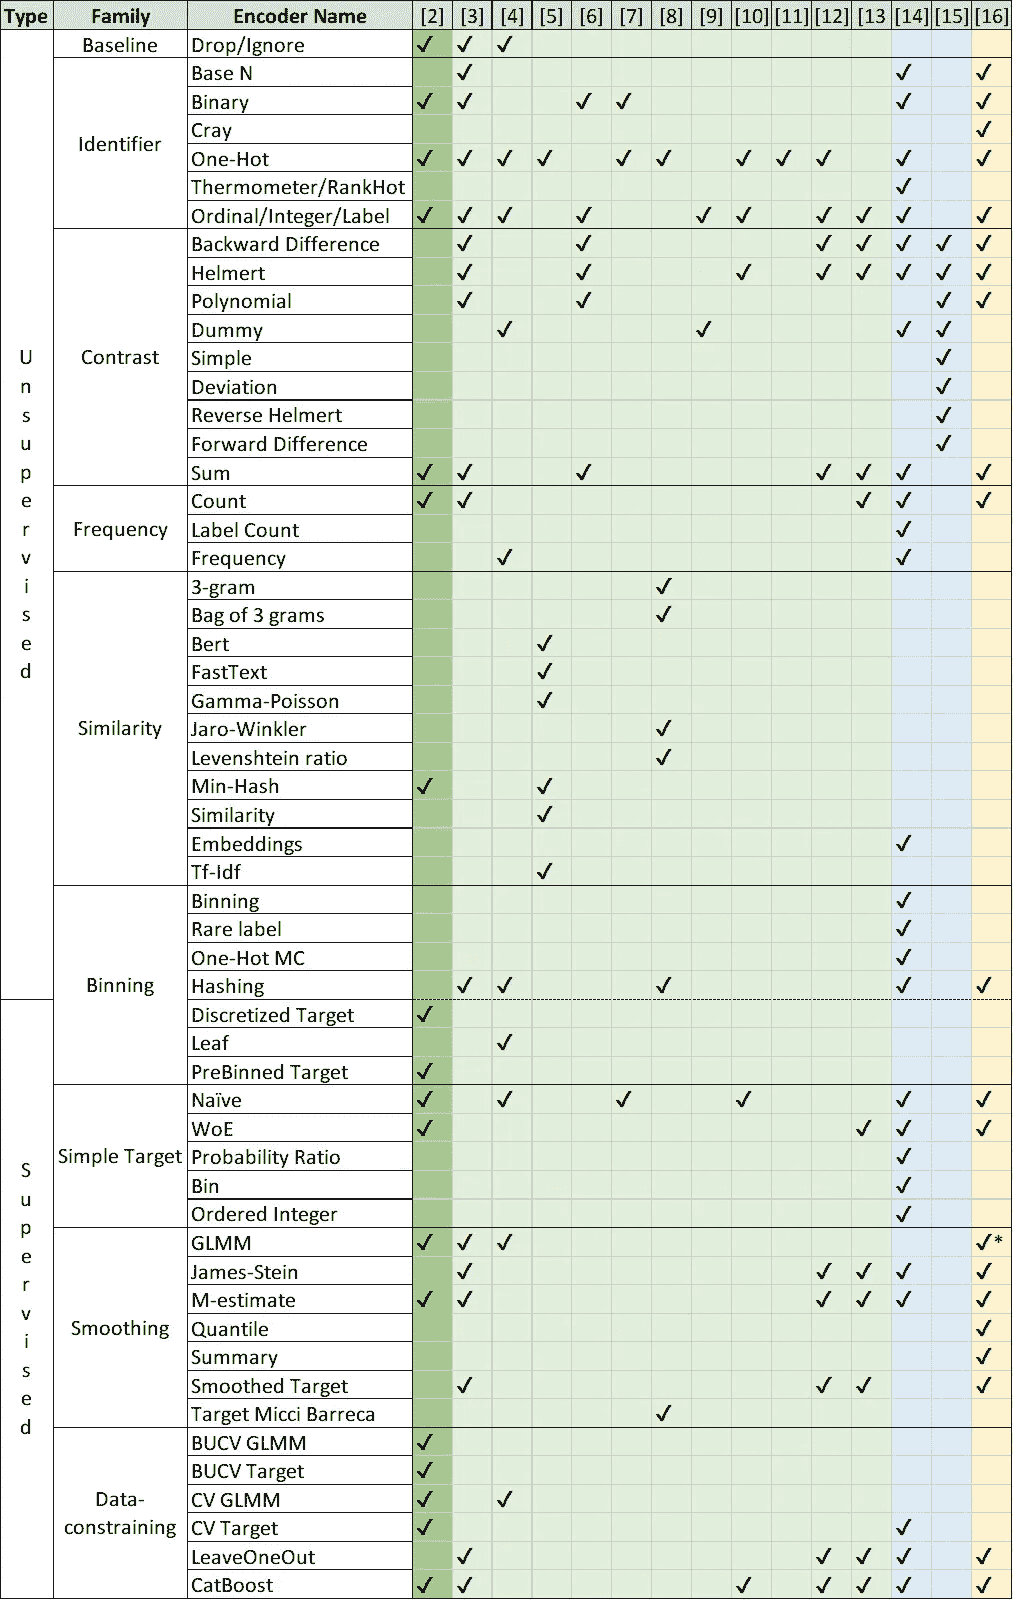 Type Family Encoder Name [2] [3] [4] [5] [6] [7] [8] [9] [10] [11] [12] [13 [14] [15] [16]
Unsupervised
Baseline Drop/Ignore ✓ ✓ ✓
Identifier
Base N ✓ ✓ ✓
Binary ✓ ✓ ✓ ✓ ✓ ✓
Cray ✓
One-Hot ✓ ✓ ✓ ✓ ✓ ✓ ✓ ✓ ✓ ✓ ✓
Thermometer/RankHot ✓
Ordinal/Integer/Label ✓ ✓ ✓ ✓ ✓ ✓ ✓ ✓ ✓ ✓
Contrast
Backward Difference ✓ ✓ ✓ ✓ ✓ ✓ ✓
Helmert ✓ ✓ ✓ ✓ ✓ ✓ ✓ ✓
Polynomial ✓ ✓ ✓ ✓
Dummy ✓ ✓ ✓ ✓
Simple ✓
Deviation ✓
Reverse Helmert ✓
Forward Difference ✓
Sum ✓ ✓ ✓ ✓ ✓ ✓ ✓
Frequency
Count ✓ ✓ ✓ ✓ ✓
Label Count ✓
Frequency ✓ ✓
Similarity
3-gram ✓
Bag of 3 grams ✓
Bert ✓
FastText ✓
Gamma-Poisson ✓
Jaro-Winkler ✓
Levenshtein ratio ✓
Min-Hash ✓ ✓
Similarity ✓
Embeddings ✓
Tf-Idf ✓
Binning
Binning ✓
Rare label ✓
One-Hot MC ✓
Hashing ✓ ✓ ✓ ✓ ✓
Supervised
Discretized Target ✓
Leaf ✓
PreBinned Target ✓
Simple Target
Naïve ✓ ✓ ✓ ✓ ✓ ✓
WoE ✓ ✓ ✓ ✓
Probability Ratio ✓
Bin ✓
Ordered Integer ✓
Smoothing
GLMM ✓ ✓ ✓ ✓*
James-Stein ✓ ✓ ✓ ✓ ✓
M-estimate ✓ ✓ ✓ ✓ ✓ ✓
Quantile ✓
Summary ✓
Smoothed Target ✓ ✓ ✓ ✓
Target Micci Barreca ✓
Data-
constraining
BUCV GLMM ✓
BUCV Target ✓
CV GLMM ✓ ✓
CV Target ✓ ✓
LeaveOneOut ✓ ✓ ✓ ✓ ✓
CatBoost ✓ ✓ ✓ ✓ ✓ ✓ ✓